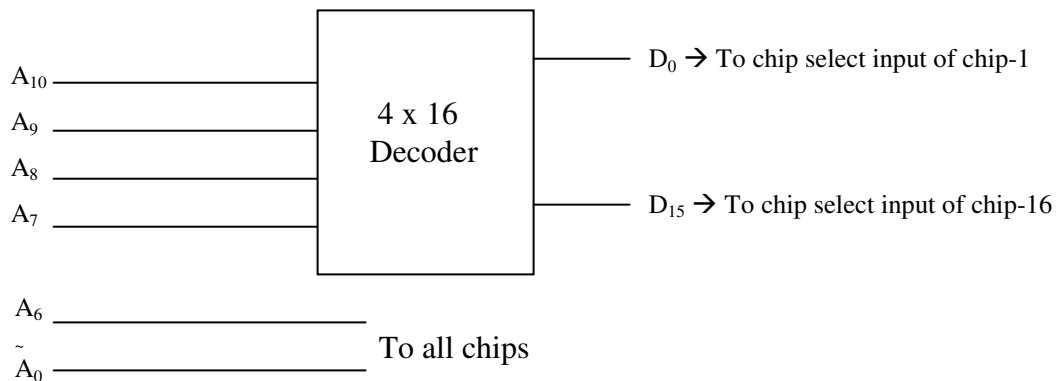 A₁₀
A₉
A₈
A₇
4 x 16
Decoder
D₀ → To chip select input of chip-1
D₁₅ → To chip select input of chip-16
A₆
~
A₀
To all chips